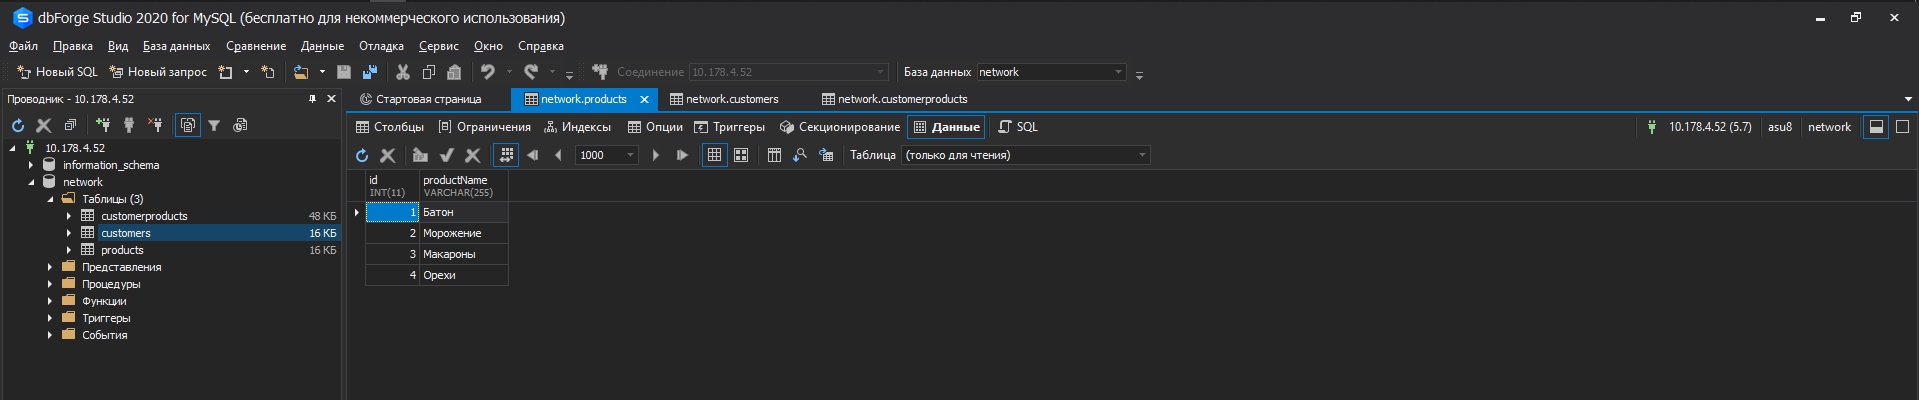 dbForge Studio 2020 for MySQL (бесплатно для некоммерческого использования)
Файл Правка Вид База данных Сравнение Данные Отладка Сервис Окно Справка
Новый SQL Новый запрос Соединение 10.178.4.52 База данных network
Проводник - 10.178.4.52
Стартовая страница network.products network.customers network.customerproducts
Столбцы Ограничения Индексы Опции Триггеры Секционирование Данные SQL 10.178.4.52 (5.7) asu8 network
1000 Таблица (только для чтения)
10.178.4.52
information_schema
network
Таблицы (3)
customerproducts 48 КБ
customers 16 КБ
products 16 КБ
Представления
Процедуры
Функции
Триггеры
События
id productName
INT(11) VARCHAR(255)
1 Батон
2 Морожение
3 Макароны
4 Орехи